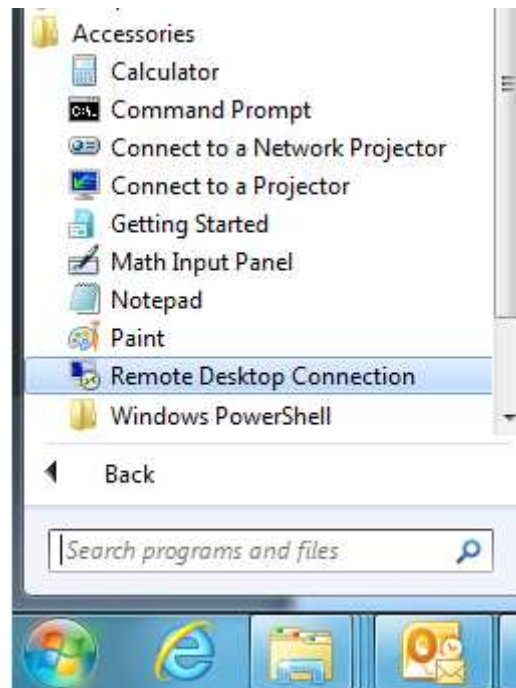 Accessories
Calculator
C:\.
Command Prompt
Connect to a Network Projector
Connect to a Projector
Getting Started
Math Input Panel
Notepad
Paint
Remote Desktop Connection
Windows PowerShell
Back
Search programs and files